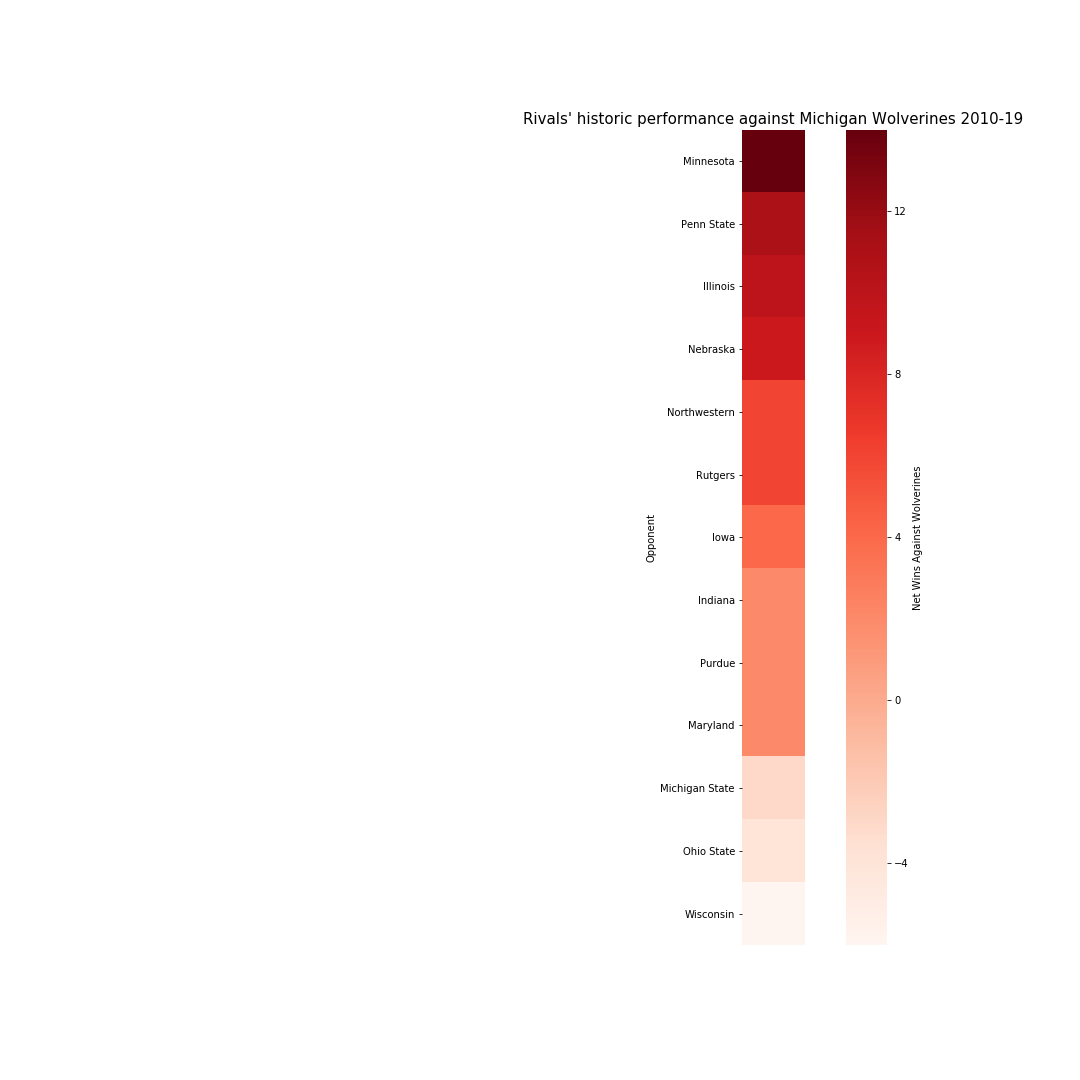 Rivals' historic performance against Michigan Wolverines 2010-19
Opponent
Minnesota
Penn State
Illinois
Nebraska
Northwestern
Rutgers
Iowa
Indiana
Purdue
Maryland
Michigan State
Ohio State
Wisconsin
12
8
4
0
−4
Net Wins Against Wolverines